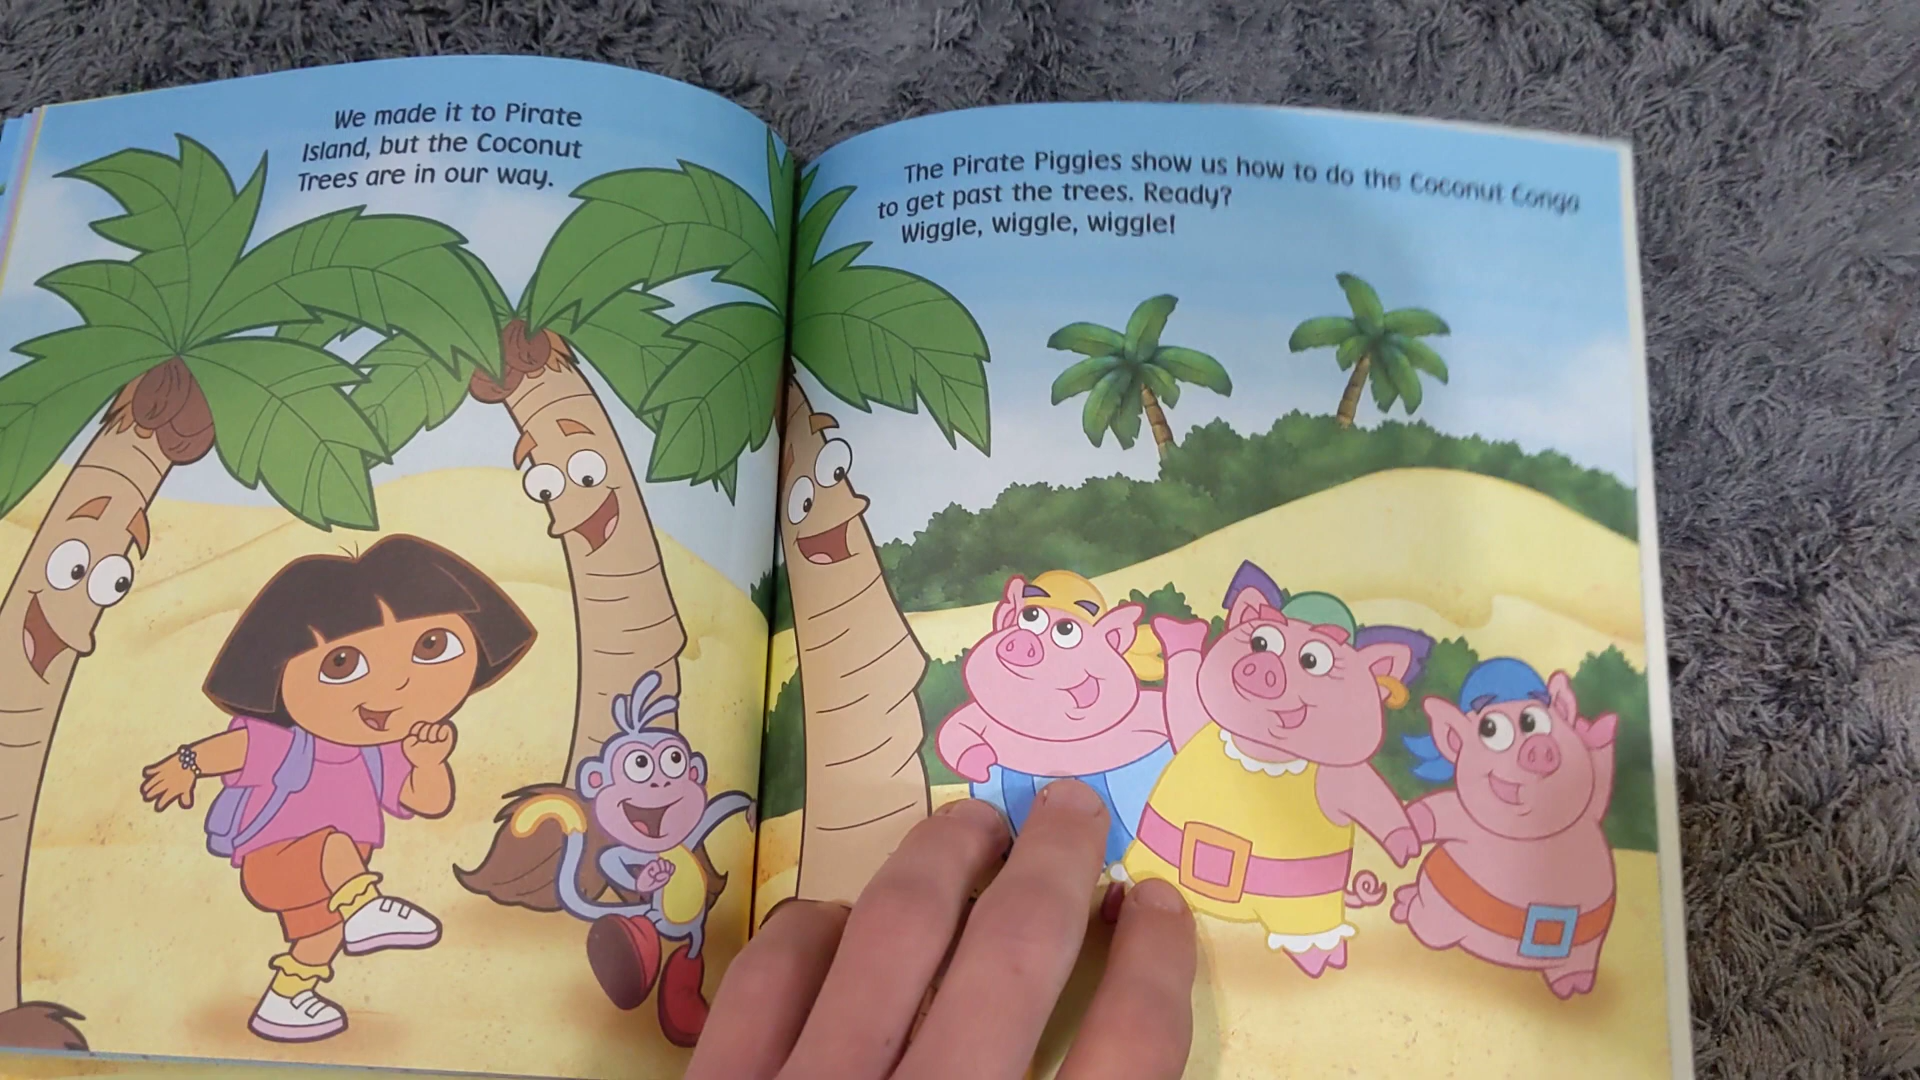 We made it to Pirate
Island, but the Coconut
Trees are in our way.
The Pirate Piggies show us how to do the Coconut Conga
to get past the trees. Ready?
Wiggle, wiggle, wiggle!